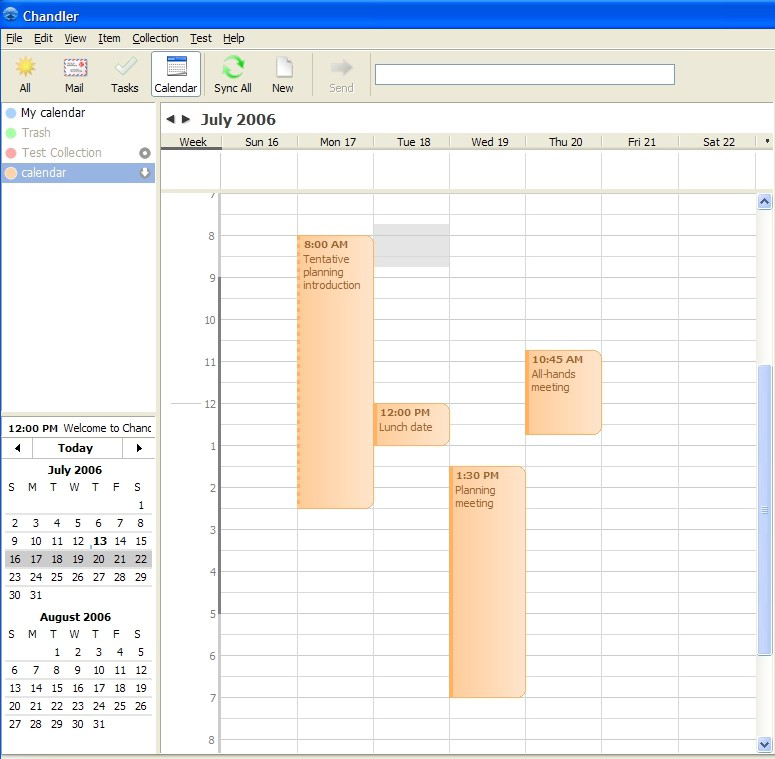 Chandler
File Edit View Item Collection Test Help
All Mail Tasks Calendar Sync All New Send
My calendar
Trash
Test Collection
calendar
12:00 PM Welcome to Chanc
Today
July 2006
S M T W T F S
1
2 3 4 5 6 7 8
9 10 11 12 13 14 15
16 17 18 19 20 21 22
23 24 25 26 27 28 29
30 31
August 2006
S M T W T F S
1 2 3 4 5
6 7 8 9 10 11 12
13 14 15 16 17 18 19
20 21 22 23 24 25 26
27 28 29 30 31
July 2006
Week Sun 16 Mon 17 Tue 18 Wed 19 Thu 20 Fri 21 Sat 22
7
8
9
10
11
12
1
2
3
4
5
6
7
8
8:00 AM
Tentative
planning
introduction
12:00 PM
Lunch date
1:30 PM
Planning
meeting
10:45 AM
All-hands
meeting